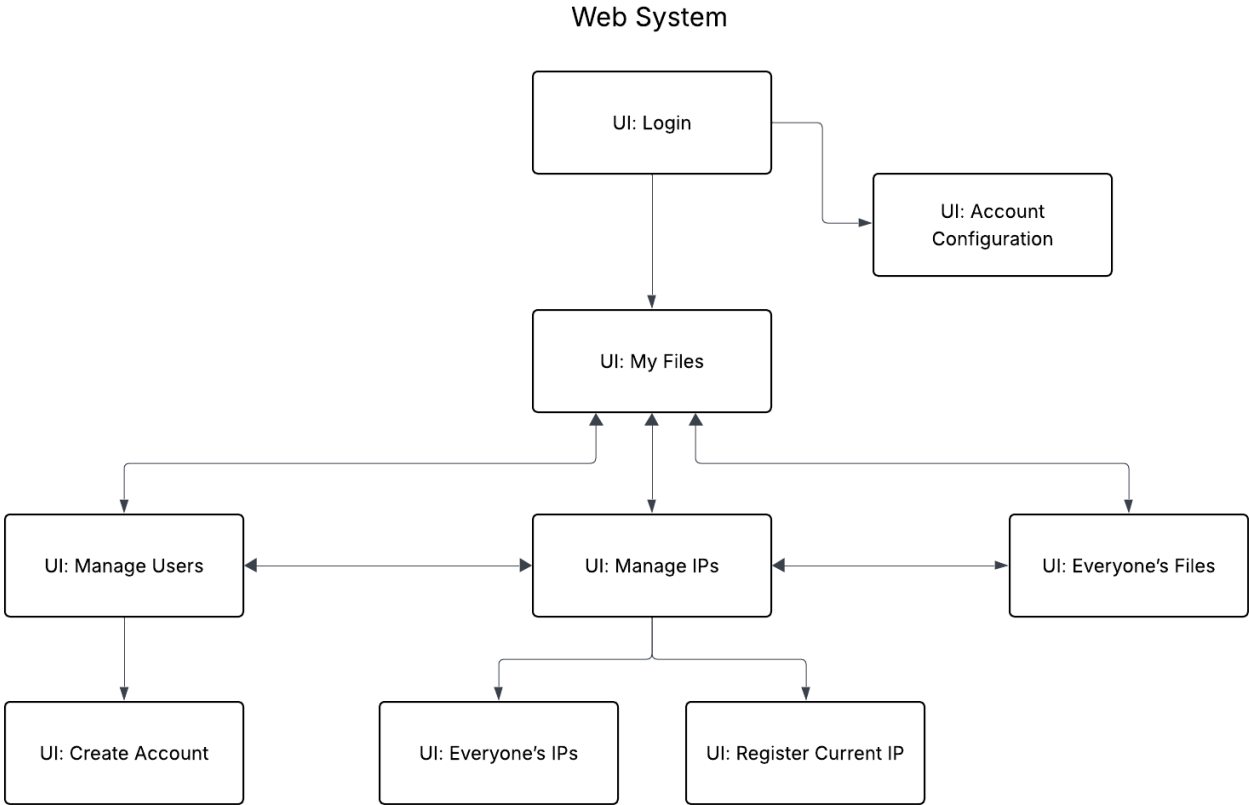 Web System
UI: Login
UI: Account
Configuration
UI: My Files
UI: Manage Users
UI: Manage IPs
UI: Everyone’s Files
UI: Create Account
UI: Everyone’s IPs
UI: Register Current IP